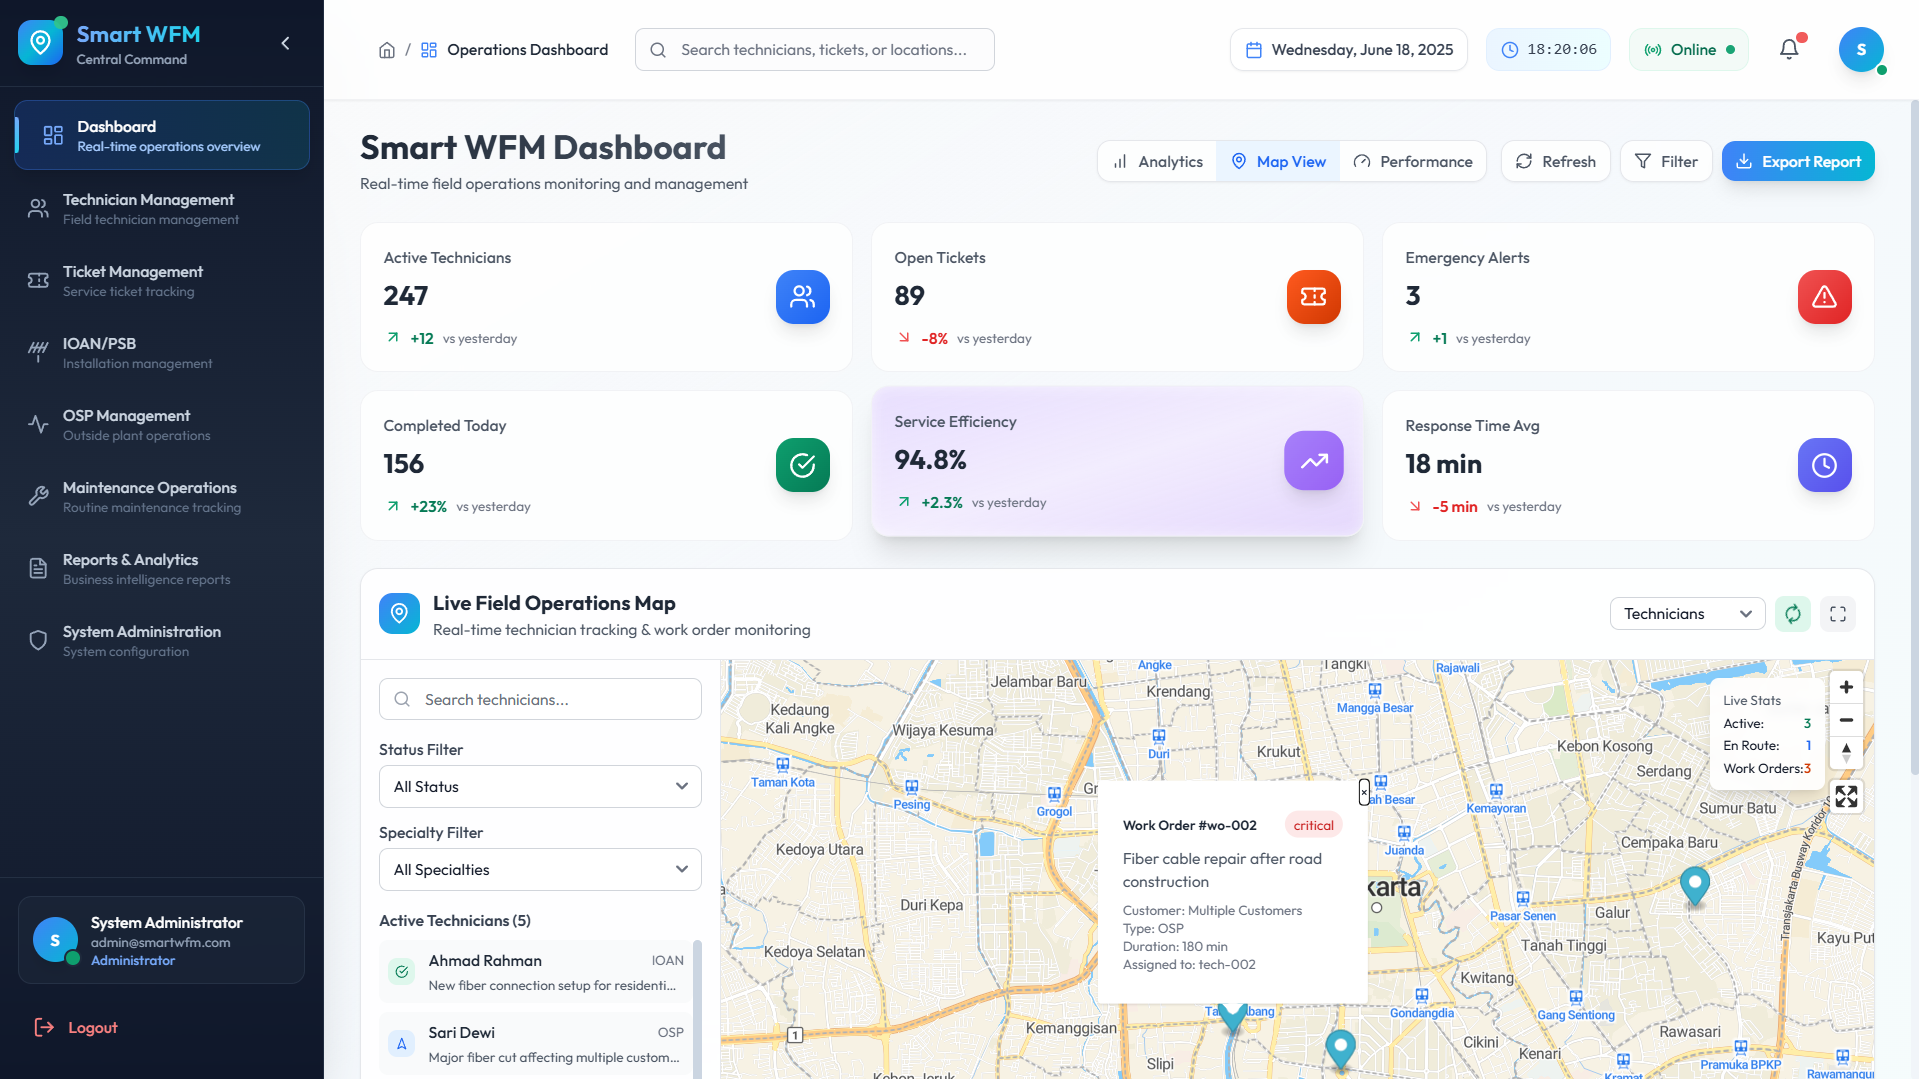 Smart WFM
Central Command
Dashboard
Real-time operations overview
Technician Management
Field technician management
Ticket Management
Service ticket tracking
IOAN/PSB
Installation management
OSP Management
Outside plant operations
Maintenance Operations
Routine maintenance tracking
Reports & Analytics
Business intelligence reports
System Administration
System configuration
S
System Administrator
admin@smartwfm.com
Administrator
Logout
/
Operations Dashboard
Search technicians, tickets, or locations...
Wednesday, June 18, 2025
18:20:06
Online
S
Smart WFM Dashboard
Real-time field operations monitoring and management
Analytics
Map View
Performance
Refresh
Filter
Export Report
Active Technicians
247
+12 vs yesterday
Open Tickets
89
-8% vs yesterday
Emergency Alerts
3
+1 vs yesterday
Completed Today
156
+23% vs yesterday
Service Efficiency
94.8%
+2.3% vs yesterday
Response Time Avg
18 min
-5 min vs yesterday
Live Field Operations Map
Real-time technician tracking & work order monitoring
Technicians
Search technicians...
Status Filter
All Status
Specialty Filter
All Specialties
Active Technicians (5)
Ahmad Rahman
IOAN
New fiber connection setup for residenti...
Sari Dewi
OSP
Major fiber cut affecting multiple custom...
Angke
Tangki
Rajawali
Jelambar Baru
Krendang
Mangga Besar
Kedaung
Kali Angke
Wijaya Kesuma
Duri
Krukut
Kebon Kosong
Serdang
Taman Kota
Pesing
Grogol
Gr
ah Besar
Kemayoran
Sumur Batu
Juanda
Cempaka Baru
Kedoya Utara
Duri Kepa
karta
Pasar Senen
Galur
Transjakarta Busway Koridor 1
Kedoya Selatan
Tanah Tinggi
Kayu Put
Kwitang
Kemanggisan
1
Gondangdia
Gang Sentiong
Rawasari
Cikini
Kenari
Slipi
Kebon Jeruk
Kramat
Pramuka BPKP
Rawamangun
Live Stats
Active: 3
En Route: 1
Work Orders:3
+
−
×
Work Order #wo-002
critical
Fiber cable repair after road
construction
Customer: Multiple Customers
Type: OSP
Duration: 180 min
Assigned to: tech-002